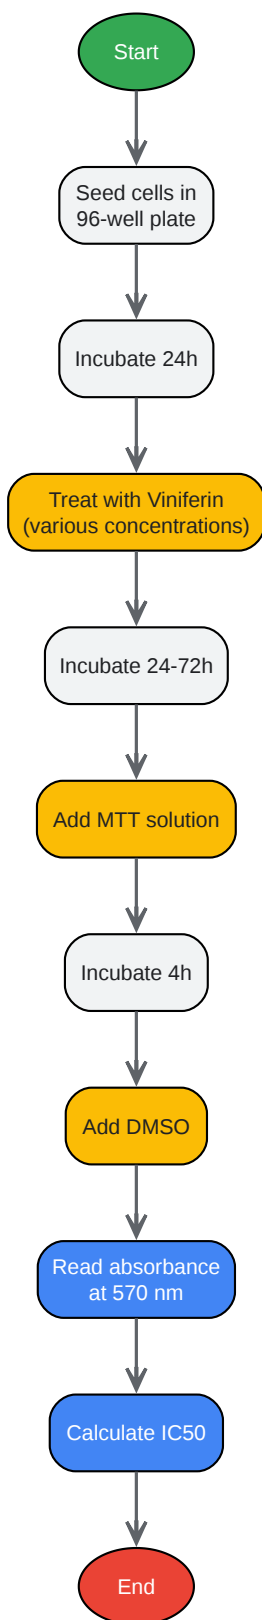 Start
Seed cells in
96-well plate
Incubate 24h
Treat with Viniferin
(various concentrations)
Incubate 24-72h
Add MTT solution
Incubate 4h
Add DMSO
Read absorbance
at 570 nm
Calculate IC50
End